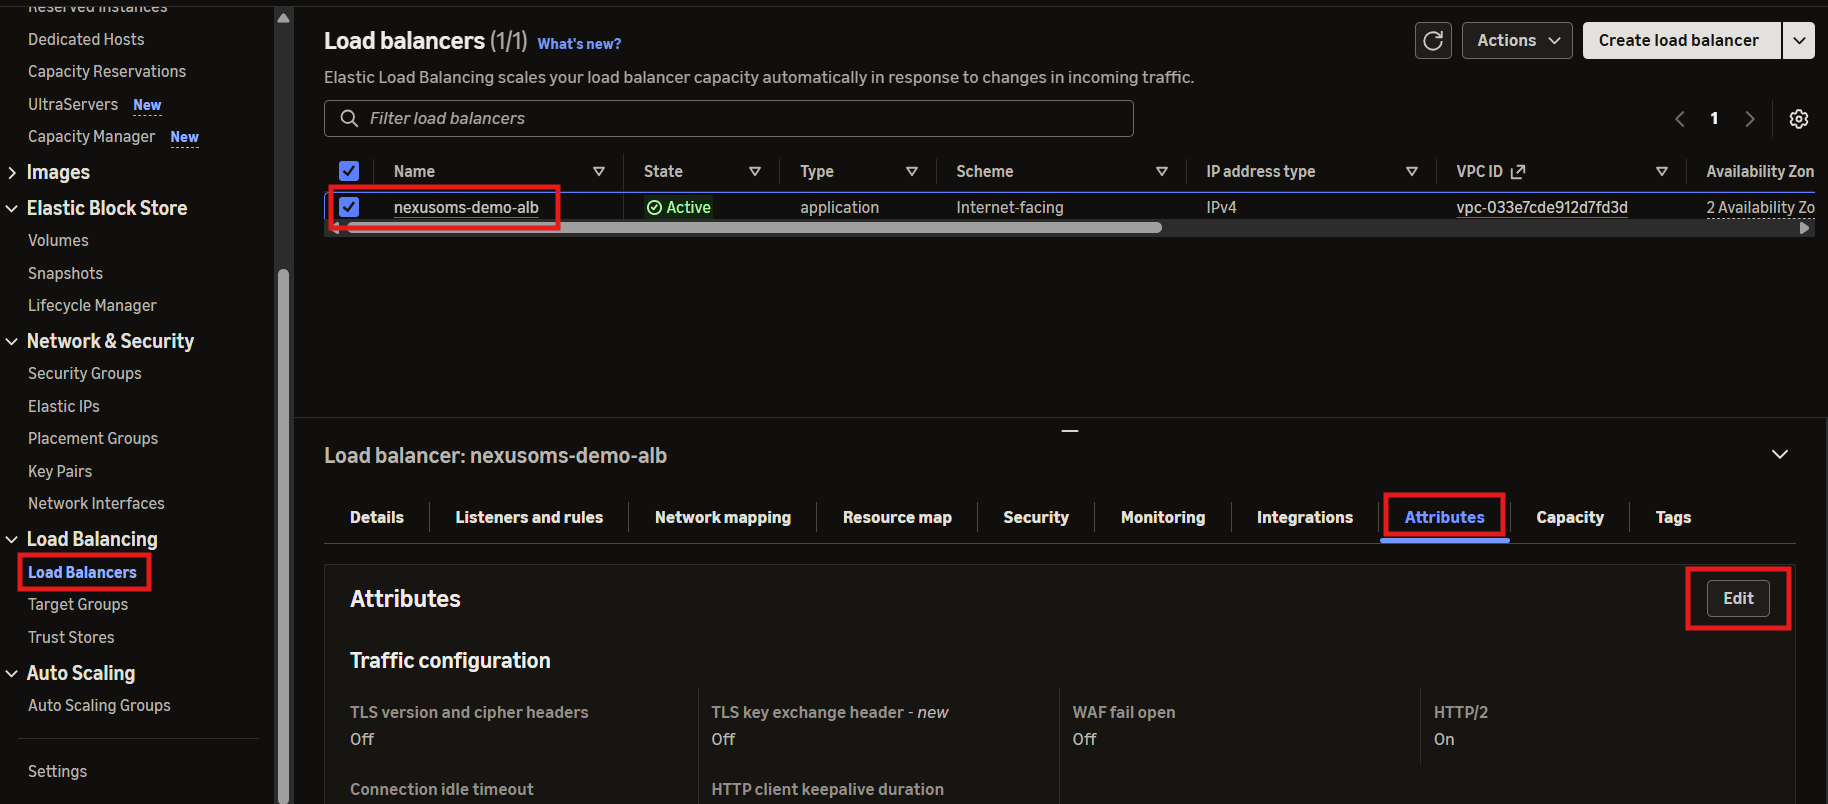 Reserved Instances
Dedicated Hosts
Capacity Reservations
UltraServers New
Capacity Manager New
Images
Elastic Block Store
Volumes
Snapshots
Lifecycle Manager
Network & Security
Security Groups
Elastic IPs
Placement Groups
Key Pairs
Network Interfaces
Load Balancing
Load Balancers
Target Groups
Trust Stores
Auto Scaling
Auto Scaling Groups
Settings
Load balancers (1/1) What's new?
Actions
Create load balancer
Elastic Load Balancing scales your load balancer capacity automatically in response to changes in incoming traffic.
Filter load balancers
1
Name State Type Scheme IP address type VPC ID Availability Zon
nexusoms-demo-alb Active application Internet-facing IPv4 vpc-033e7cde912d7fd3d 2 Availability Zo
Load balancer: nexusoms-demo-alb
Details Listeners and rules Network mapping Resource map Security Monitoring Integrations Attributes Capacity Tags
Attributes
Edit
Traffic configuration
TLS version and cipher headers TLS key exchange header - new WAF fail open HTTP/2
Off Off Off On
Connection idle timeout HTTP client keepalive duration